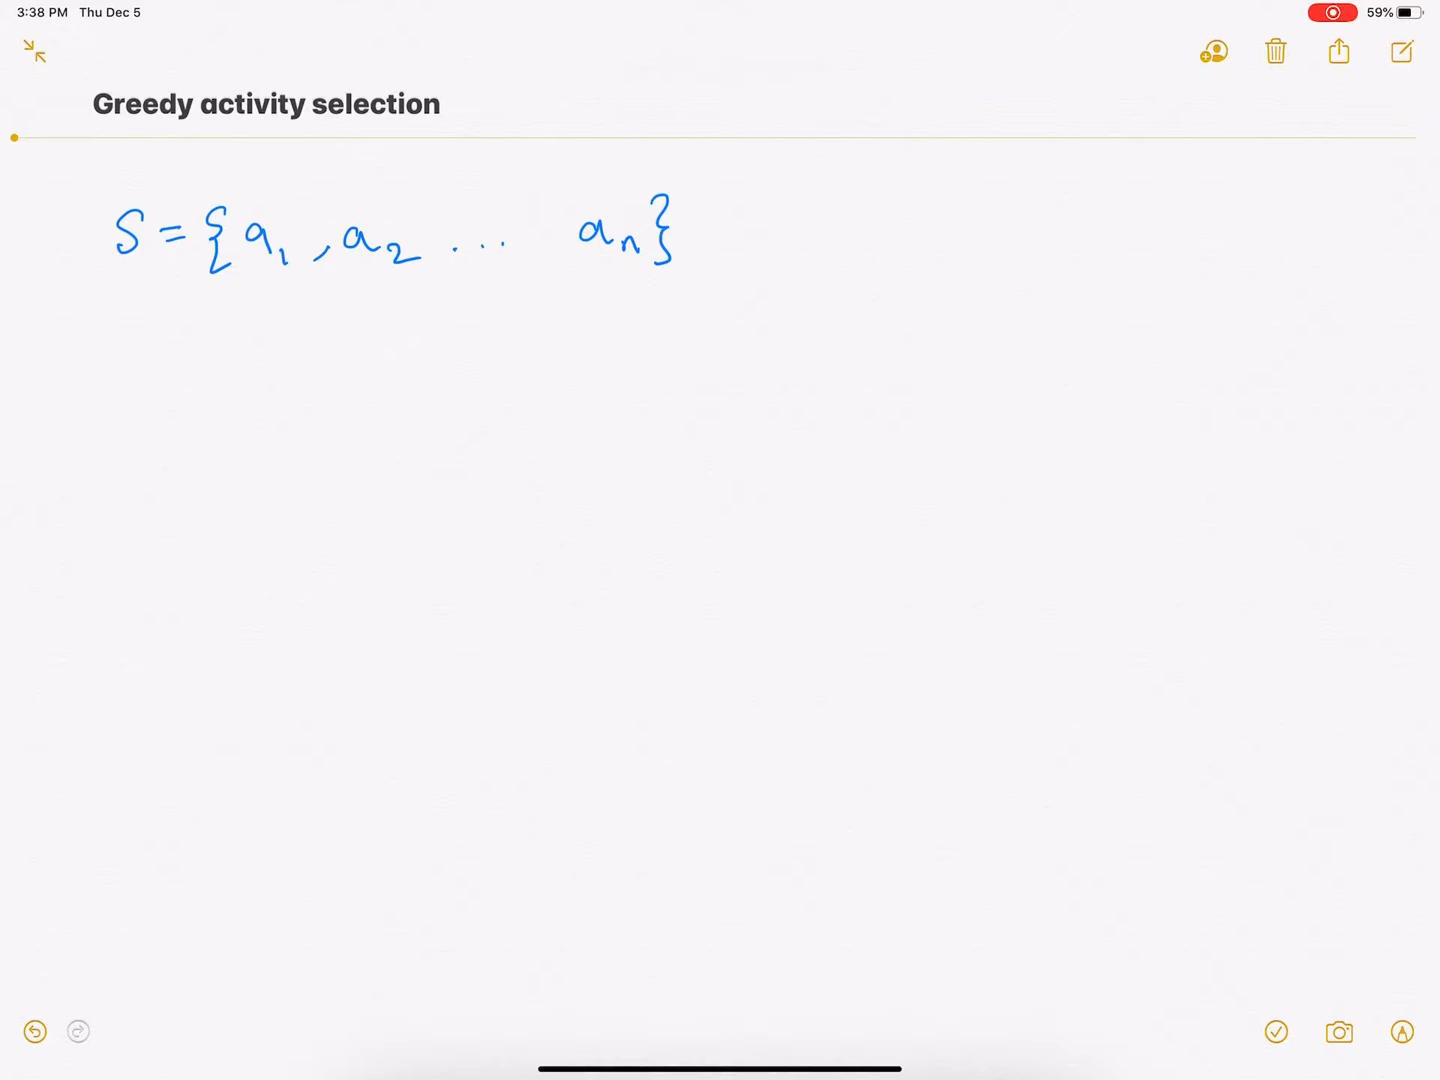 3:38 PM Thu Dec 5 59%
Greedy activity selection
S = {a₁, a₂ ... aₙ}